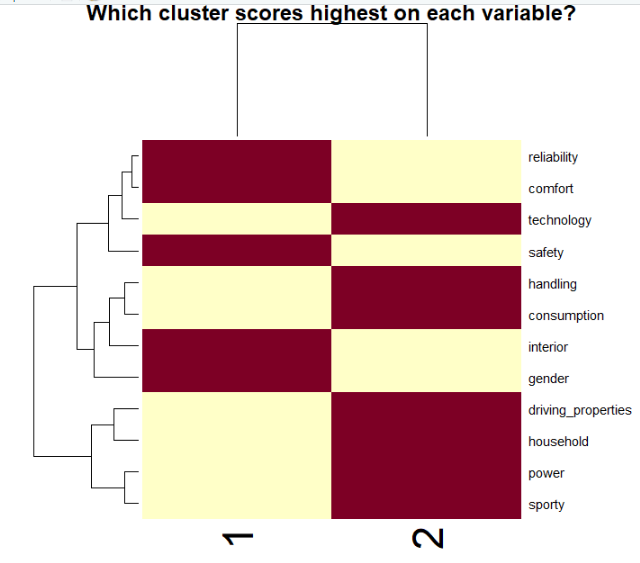 Which cluster scores highest on each variable?
reliability
comfort
technology
safety
handling
consumption
interior
gender
driving_properties
household
power
sporty
1
2